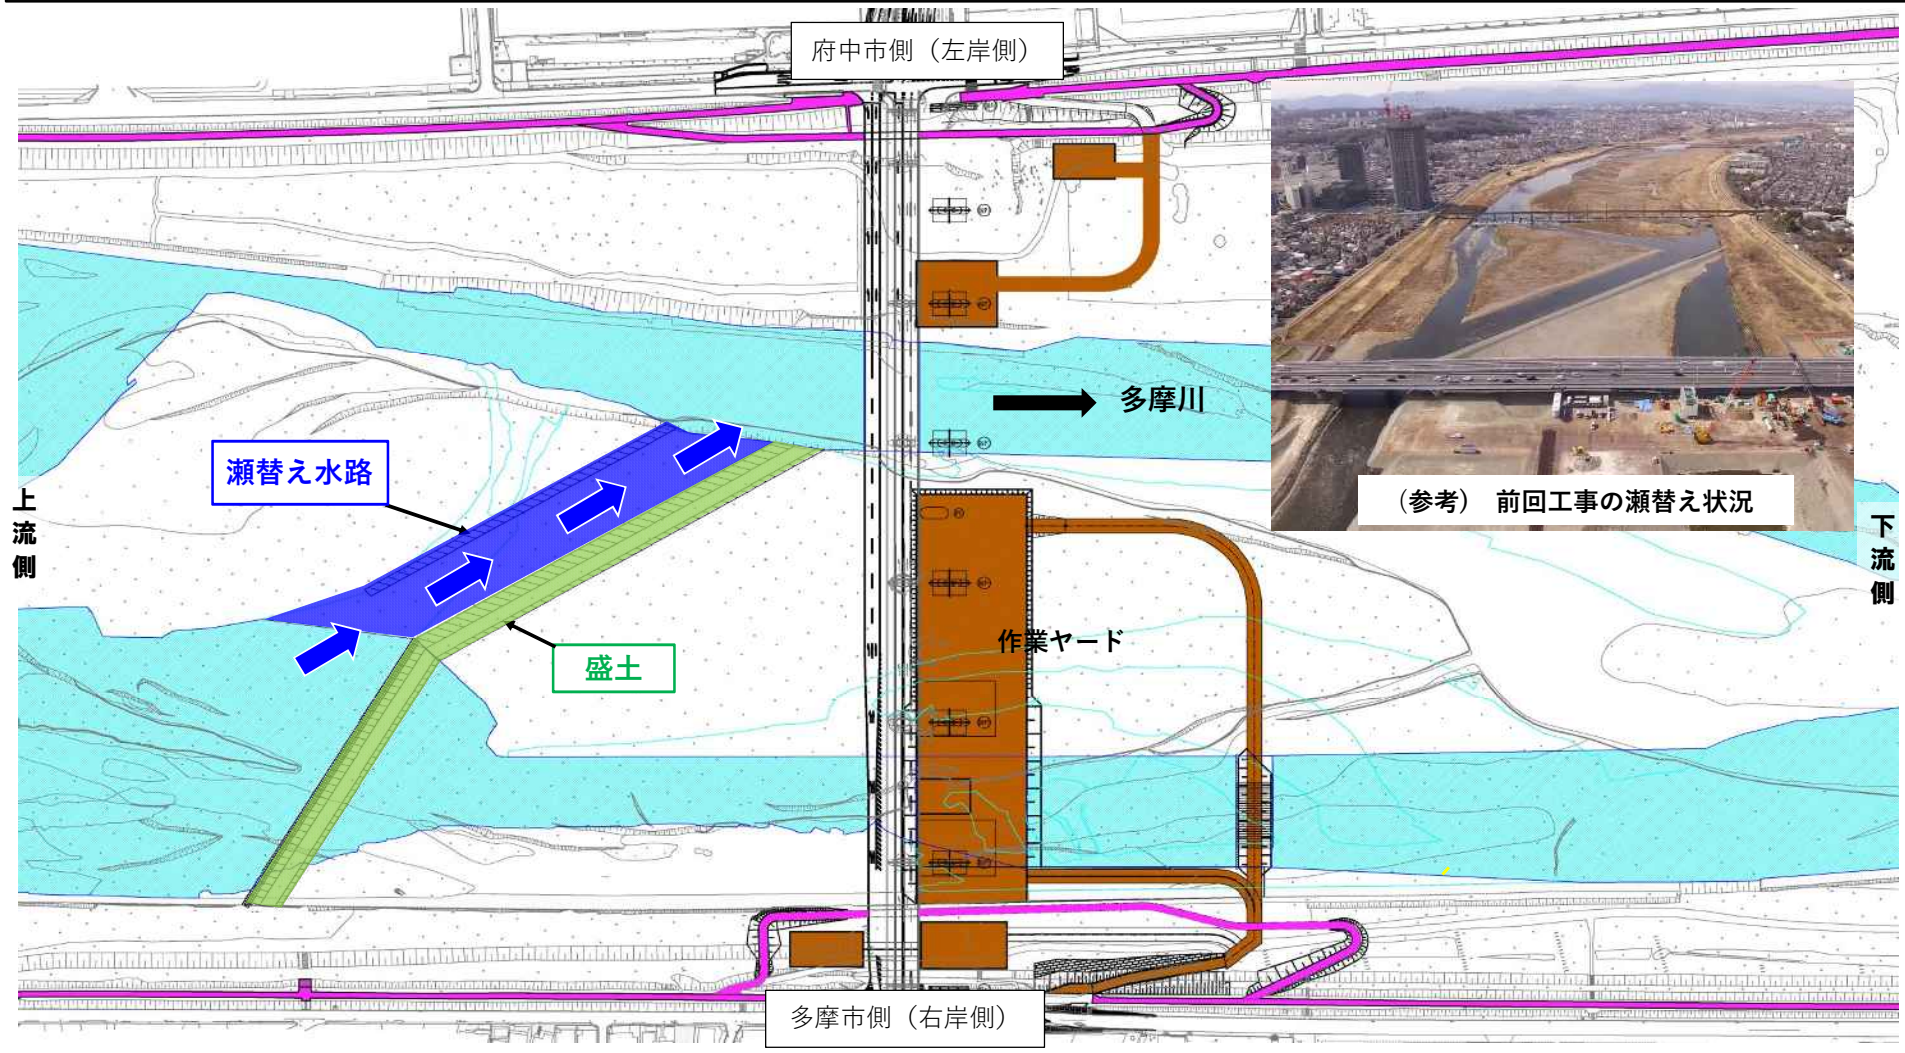 府中市側（左岸側）
多摩川
瀬替え水路
上流側
（参考） 前回工事の瀬替え状況
下流側
作業ヤード
盛土
多摩市側（右岸側）